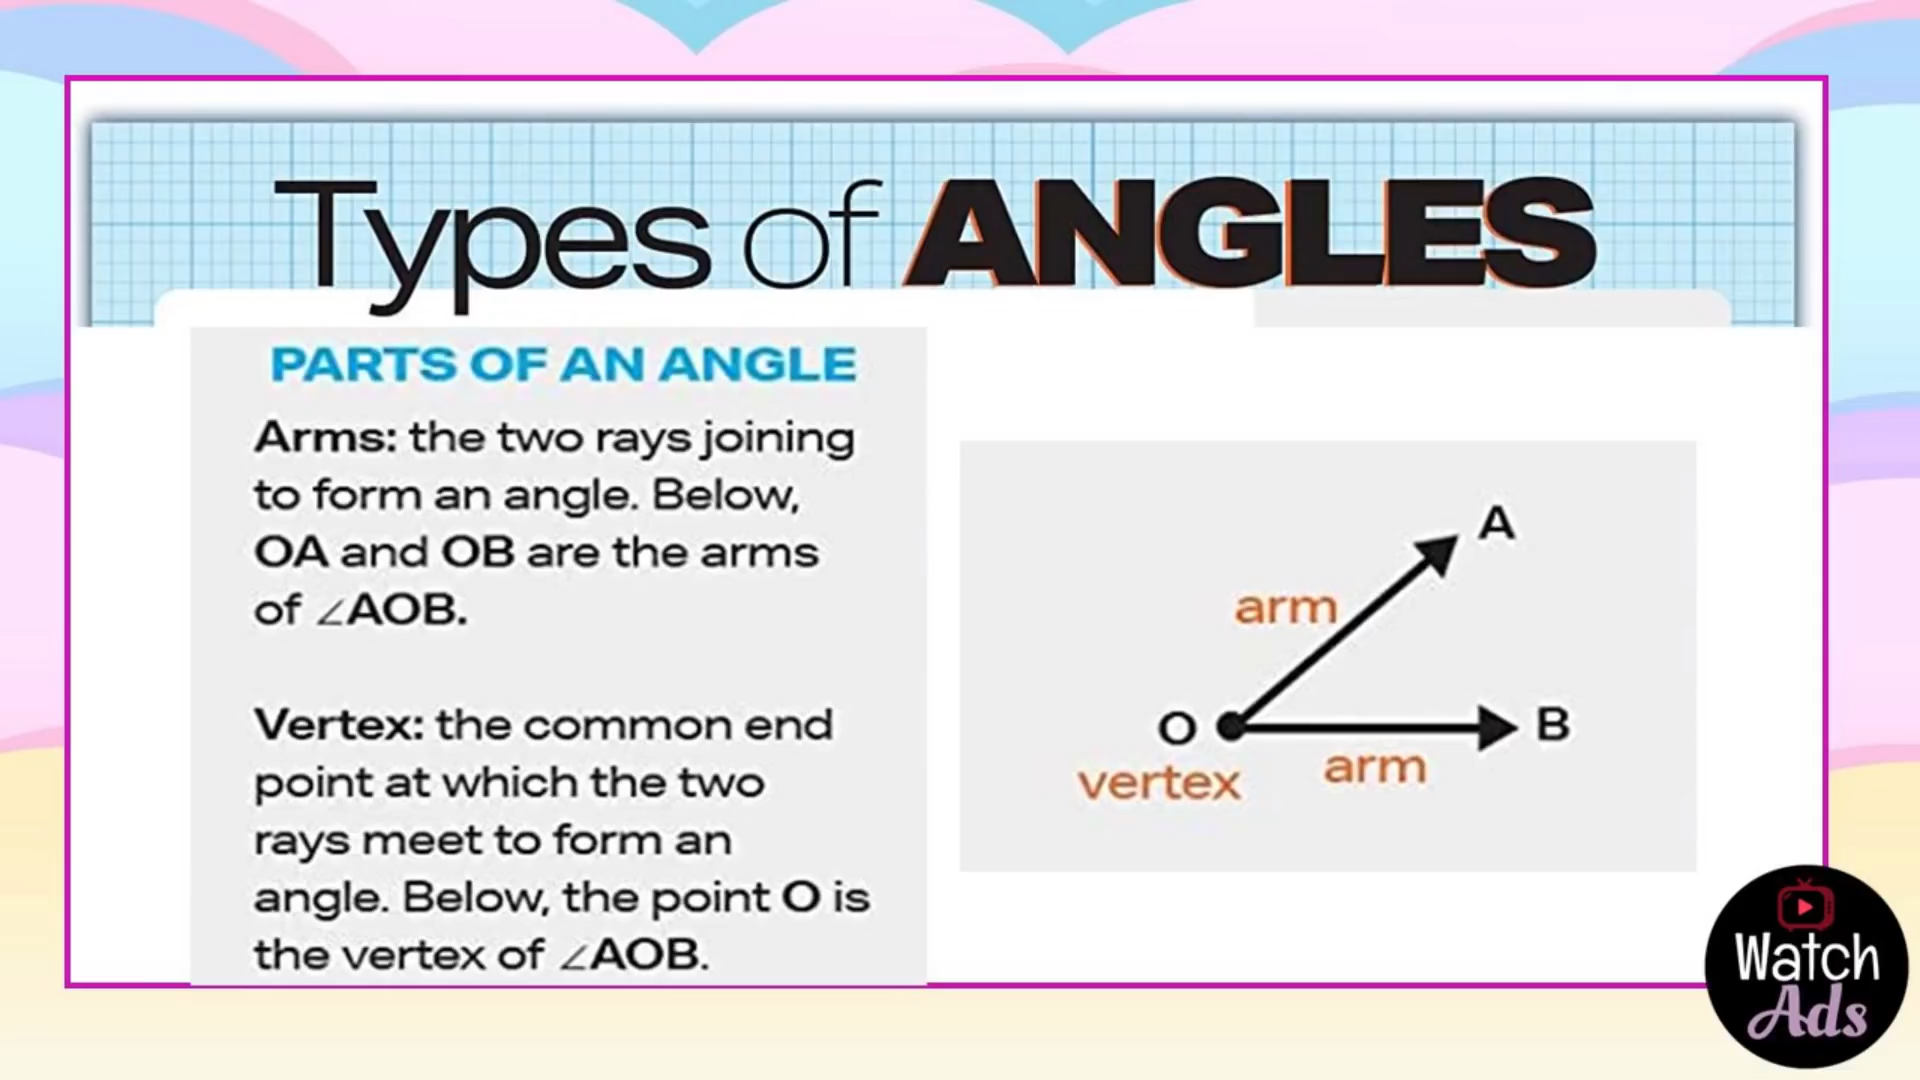 Types of ANGLES
PARTS OF AN ANGLE
Arms: the two rays joining
to form an angle. Below,
OA and OB are the arms
of ∠AOB.
Vertex: the common end
point at which the two
rays meet to form an
angle. Below, the point O is
the vertex of ∠AOB.
A
arm
O
B
vertex
arm
Watch
Ads